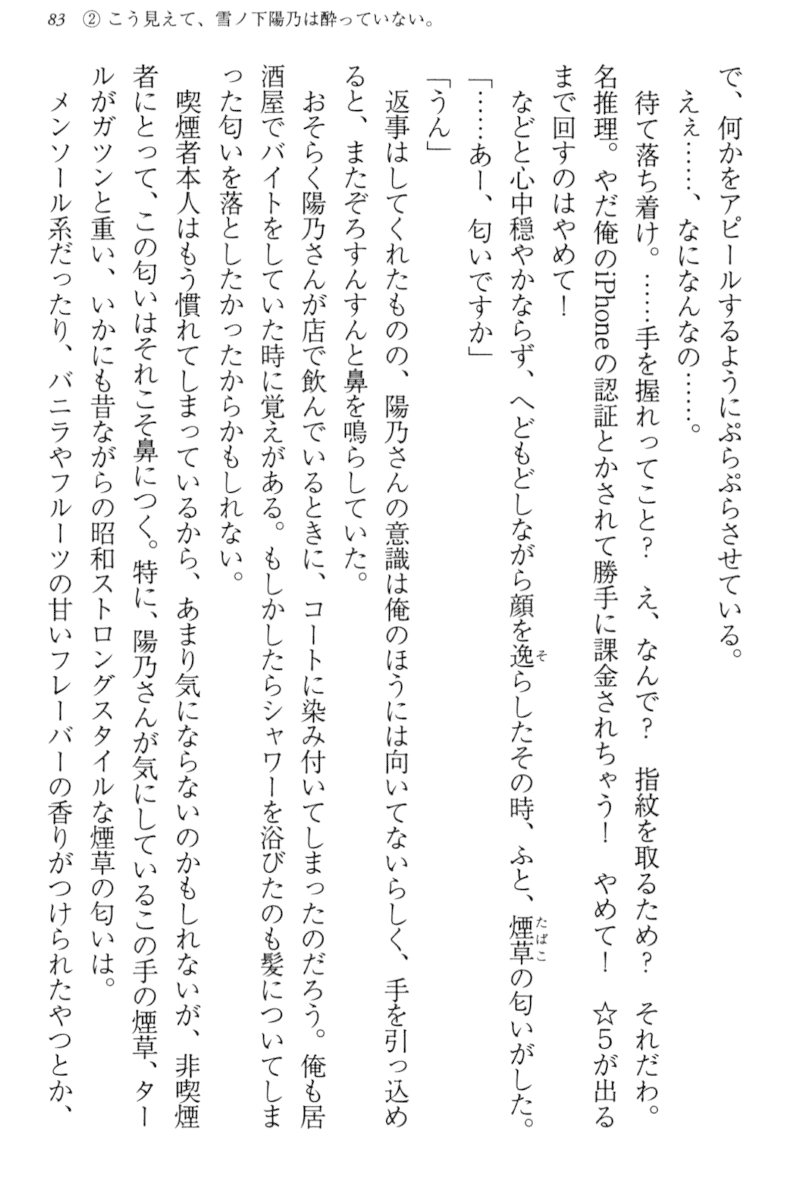 83 ② こう見えて、雪ノ下陽乃は酔っていない。
で、何かをアピールするようにぷらぷらさせている。
えぇ……、なになんなの……。
待て落ち着け。……手を握れってこと？　え、なんで？　指紋を取るため？　それだわ。
名推理。やだ俺のiPhoneの認証とかされて勝手に課金されちゃう！　やめて！　☆５が出る
まで回すのはやめて！
などと心中穏やかならず、へどもどしながら顔を逸らしたその時、ふと、煙草の匂いがした。
そ
たばこ
「……あー、匂いですか」
「うん」
返事はしてくれたものの、陽乃さんの意識は俺のほうには向いてないらしく、手を引っ込め
ると、またぞろすんすんと鼻を鳴らしていた。
おそらく陽乃さんが店で飲んでいるときに、コートに染み付いてしまったのだろう。俺も居
酒屋でバイトをしていた時に覚えがある。もしかしたらシャワーを浴びたのも髪についてしま
った匂いを落としたかったからかもしれない。
喫煙者本人はもう慣れてしまっているから、あまり気にならないのかもしれないが、非喫煙
者にとって、この匂いはそれこそ鼻につく。特に、陽乃さんが気にしているこの手の煙草、ター
ルがガツンと重い、いかにも昔ながらの昭和ストロングスタイルな煙草の匂いは。
メンソール系だったり、バニラやフルーツの甘いフレーバーの香りがつけられたやつとか、